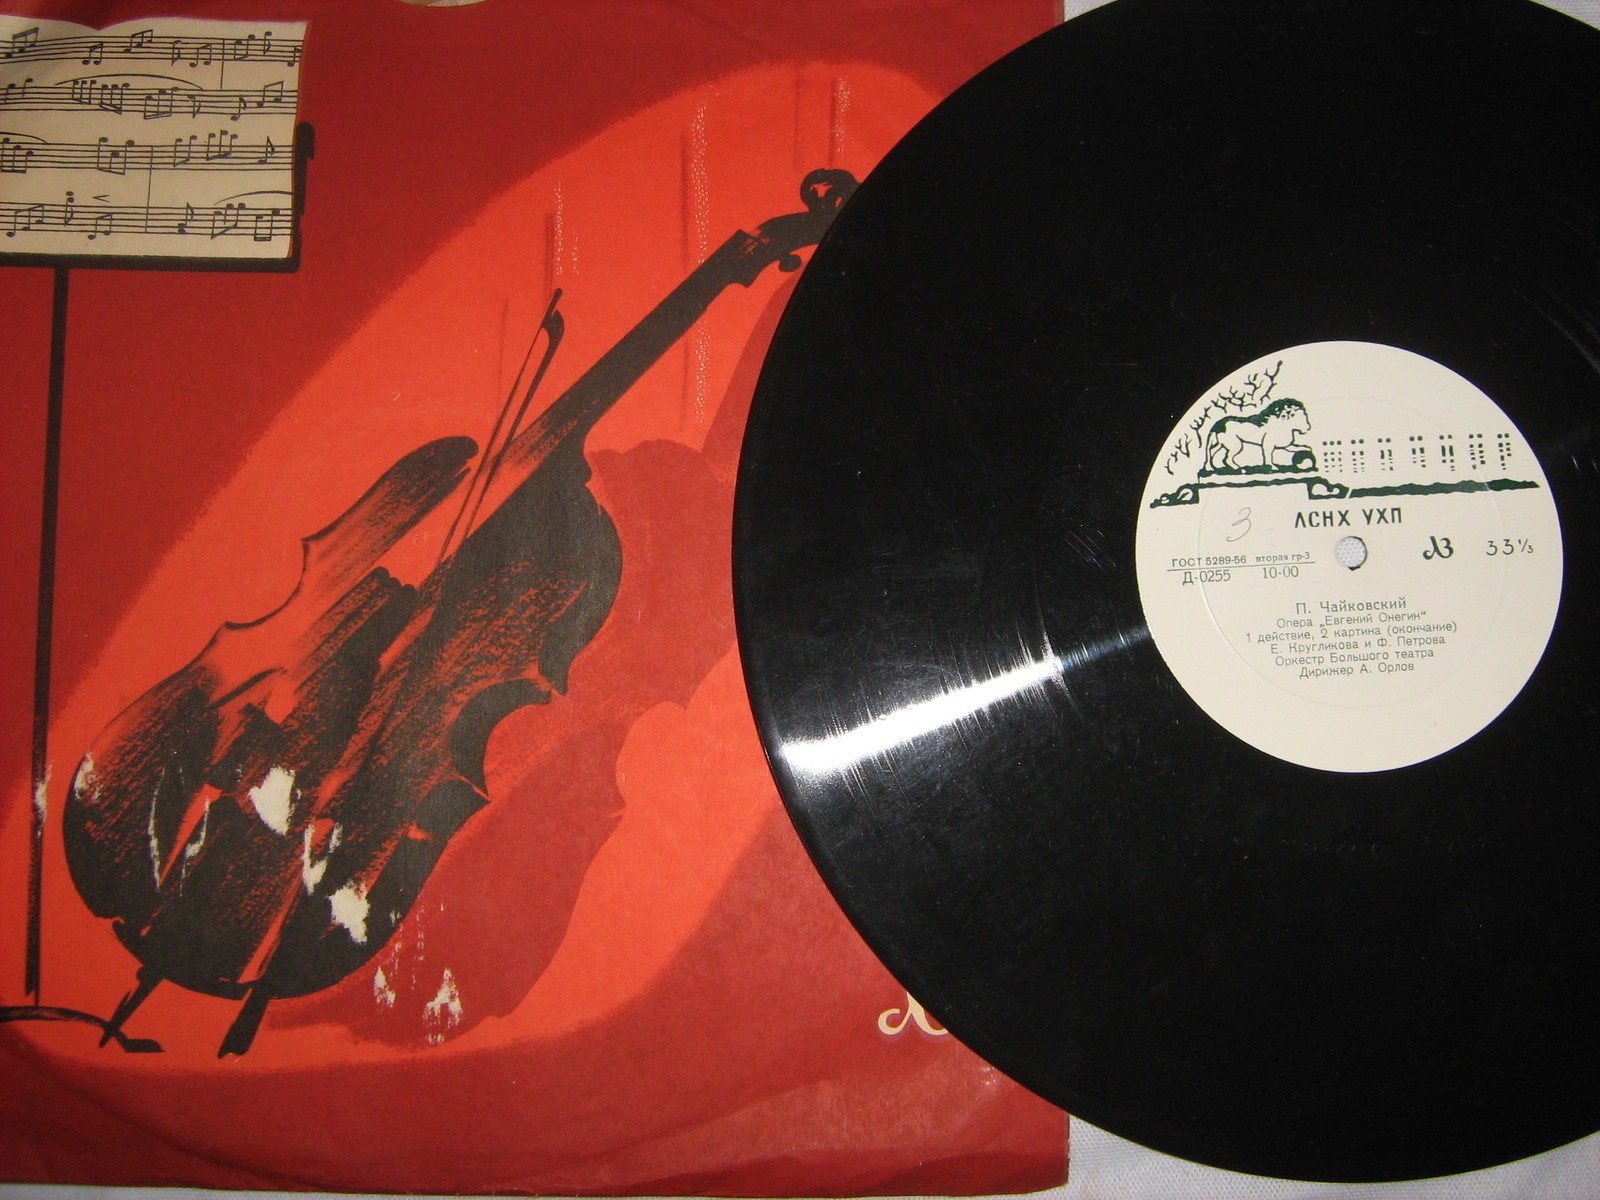 ЛСНХ УХП
3
ЛЗ 33⅓
ГОСТ 5289-56 вторая гр-3
Д-0255 10-00
П. Чайковский
Опера „Евгений Онегин"
1 действие, 2 картина (окончание)
Е. Кругликова и Ф. Петрова
Оркестр Большого театра
Дирижер А. Орлов